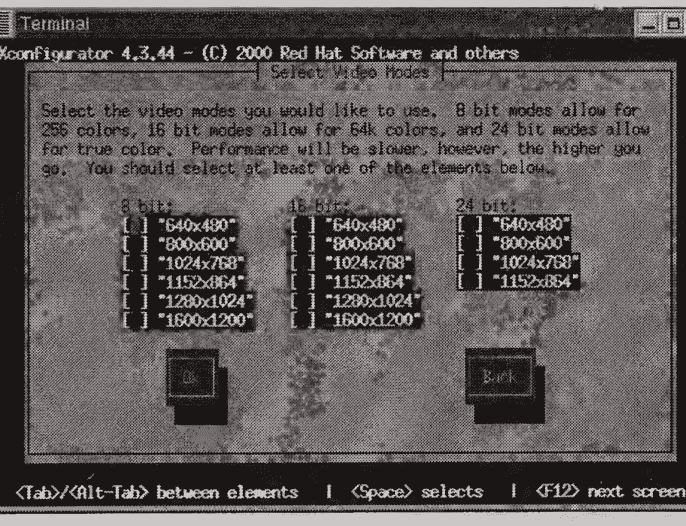 Terminal
Xconfigurator 4.3.44 - (C) 2000 Red Hat Software and others
Select Video Modes
Select the video modes you would like to use.  8 bit modes allow for
256 colors, 16 bit modes allow for 64k colors, and 24 bit modes allow
for true color.  Performance will be slower, however, the higher you
go.  You should select at least one of the elements below.
8 bit: 16 bit: 24 bit:
[ ] "640x480" [ ] "640x480" [ ] "640x480"
[ ] "800x600" [ ] "800x600" [ ] "800x600"
[ ] "1024x768" [ ] "1024x768" [ ] "1024x768"
[ ] "1152x864" [ ] "1152x864" [ ] "1152x864"
[ ] "1280x1024" [ ] "1280x1024"
[ ] "1600x1200" [ ] "1600x1200"
Ok Back
<Tab>/<Alt-Tab> between elements | <Space> selects | <F12> next screen